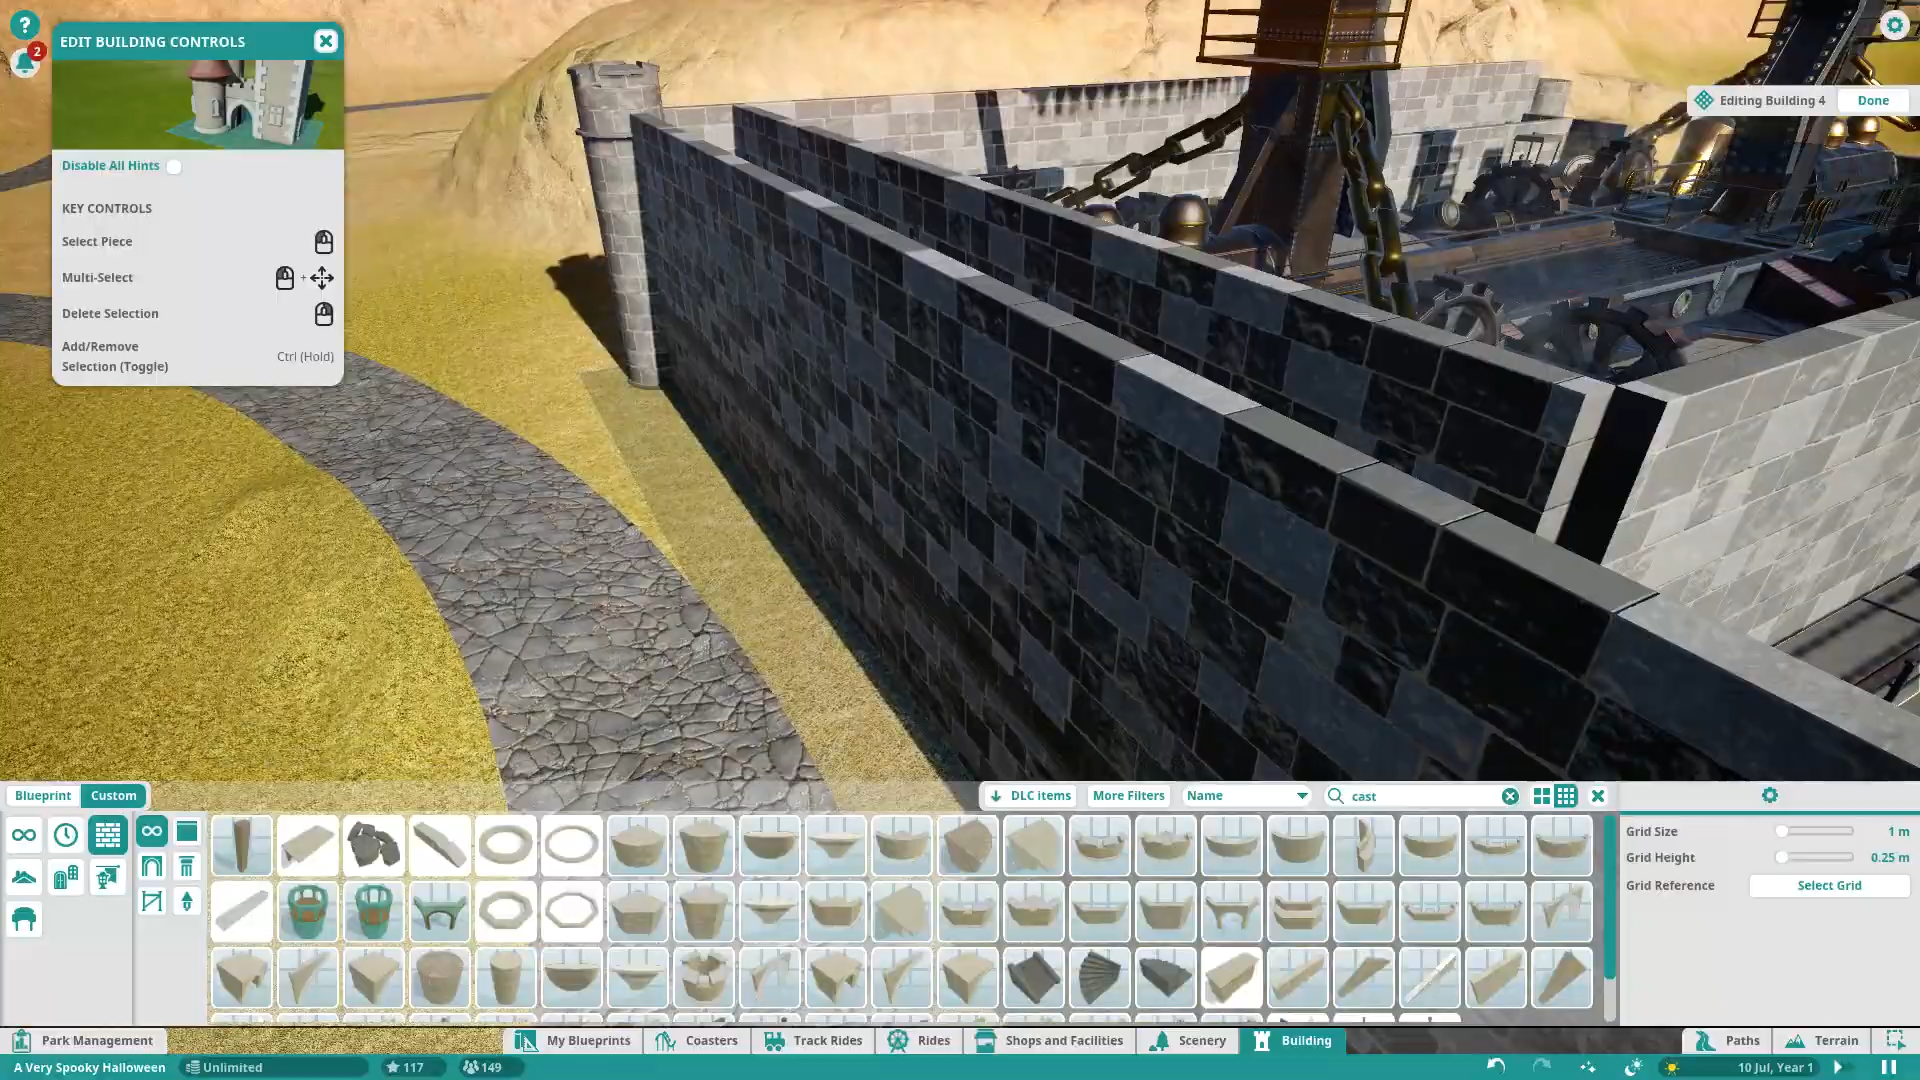 ?
2
EDIT BUILDING CONTROLS
Disable All Hints
KEY CONTROLS
Select Piece
Multi-Select
+
Delete Selection
Add/Remove
Selection (Toggle)
Ctrl (Hold)
Editing Building 4
Done
Blueprint
Custom
DLC items
More Filters
Name
cast
Grid Size
1 m
Grid Height
0.25 m
Grid Reference
Select Grid
Park Management
My Blueprints
Coasters
Track Rides
Rides
Shops and Facilities
Scenery
Building
Paths
Terrain
A Very Spooky Halloween
Unlimited
117
149
10 Jul, Year 1